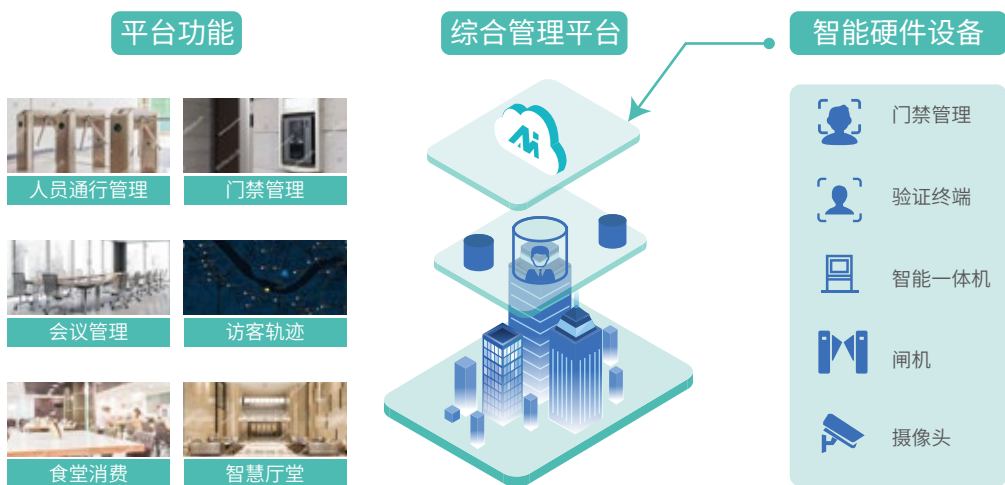 平台功能
综合管理平台
智能硬件设备
人员通行管理
门禁管理
会议管理
访客轨迹
食堂消费
智慧厅堂
Ai
门禁管理
验证终端
智能一体机
闸机
摄像头